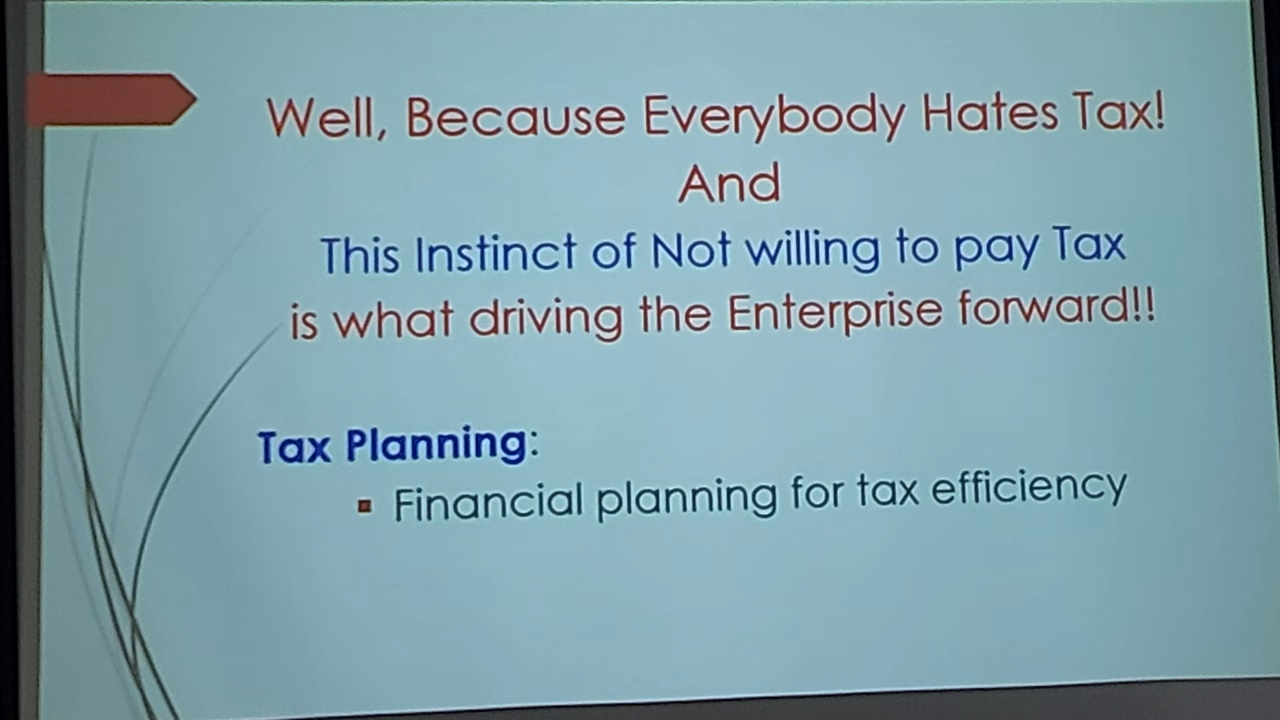 Well, Because Everybody Hates Tax!
And
This Instinct of Not willing to pay Tax
is what driving the Enterprise forward!!
Tax Planning:
▪ Financial planning for tax efficiency